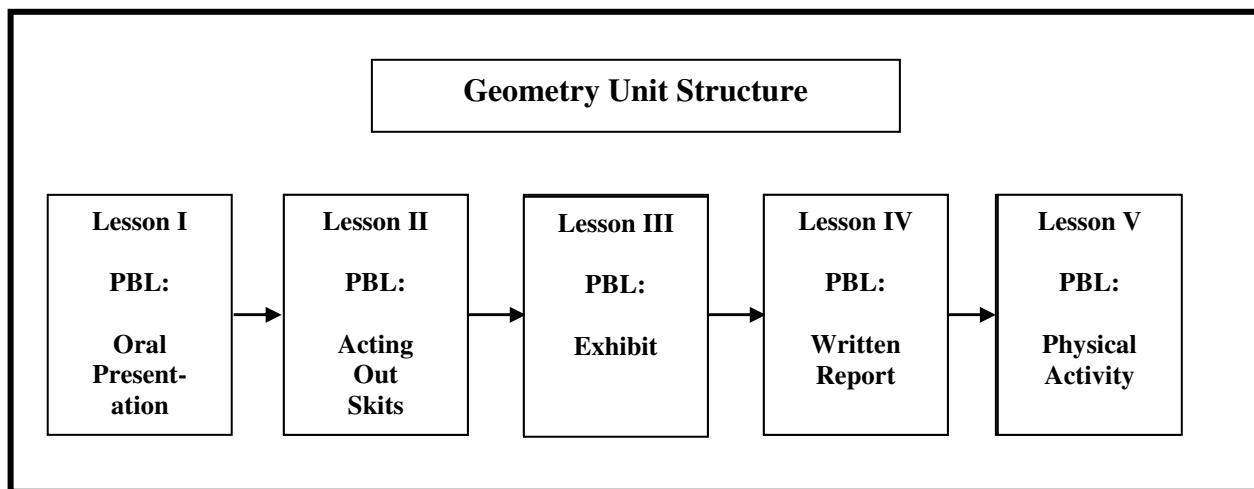 Geometry Unit Structure
Lesson I
PBL:
Oral
Present-
ation
Lesson II
PBL:
Acting
Out
Skits
Lesson III
PBL:
Exhibit
Lesson IV
PBL:
Written
Report
Lesson V
PBL:
Physical
Activity